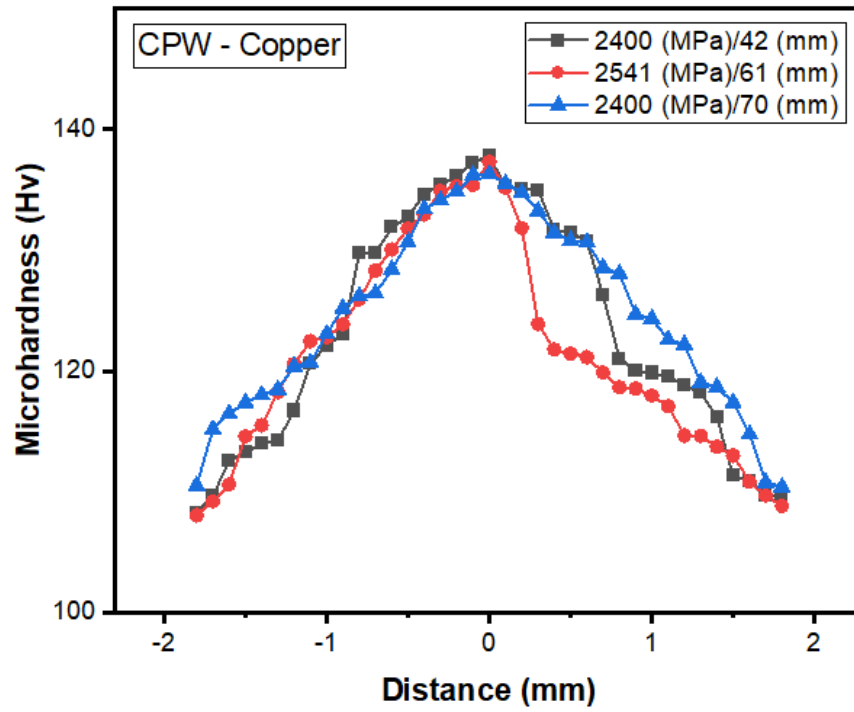 CPW - Copper
2400 (MPa)/42 (mm)
2541 (MPa)/61 (mm)
2400 (MPa)/70 (mm)
140
120
100
Microhardness (Hv)
-2 -1 0 1 2
Distance (mm)